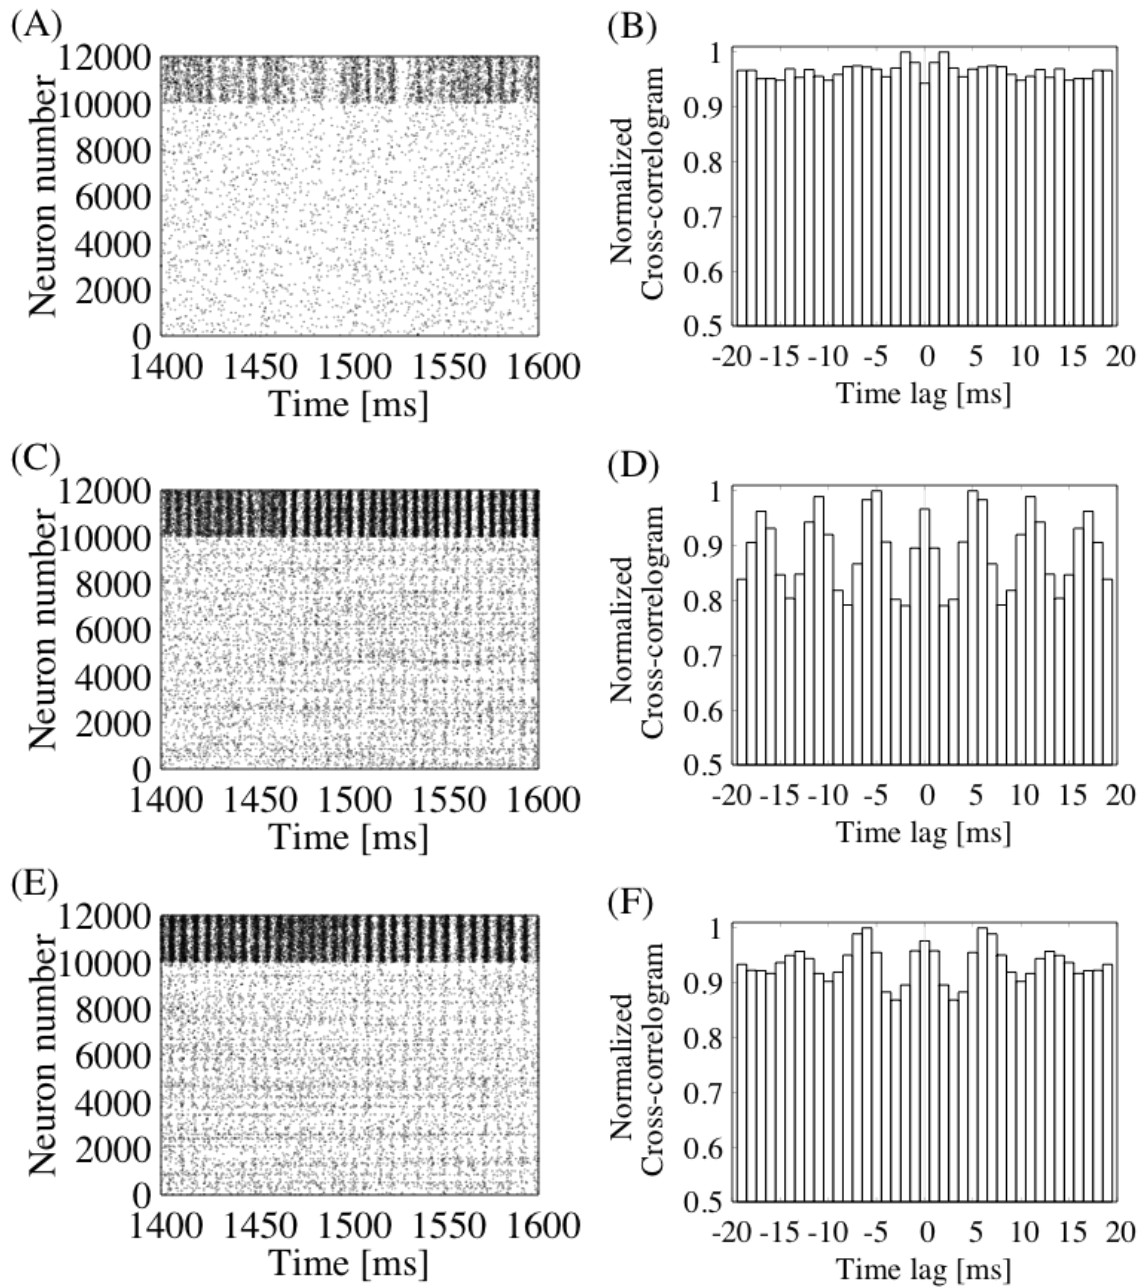 (A)
Neuron number
12000
10000
8000
6000
4000
2000
0
1400 1450 1500 1550 1600
Time [ms]
(B)
Normalized
Cross-correlogram
1
0.9
0.8
0.7
0.6
0.5
-20 -15 -10 -5 0 5 10 15 20
Time lag [ms]
(C)
Neuron number
12000
10000
8000
6000
4000
2000
0
1400 1450 1500 1550 1600
Time [ms]
(D)
Normalized
Cross-correlogram
1
0.9
0.8
0.7
0.6
0.5
-20 -15 -10 -5 0 5 10 15 20
Time lag [ms]
(E)
Neuron number
12000
10000
8000
6000
4000
2000
0
1400 1450 1500 1550 1600
Time [ms]
(F)
Normalized
Cross-correlogram
1
0.9
0.8
0.7
0.6
0.5
-20 -15 -10 -5 0 5 10 15 20
Time lag [ms]